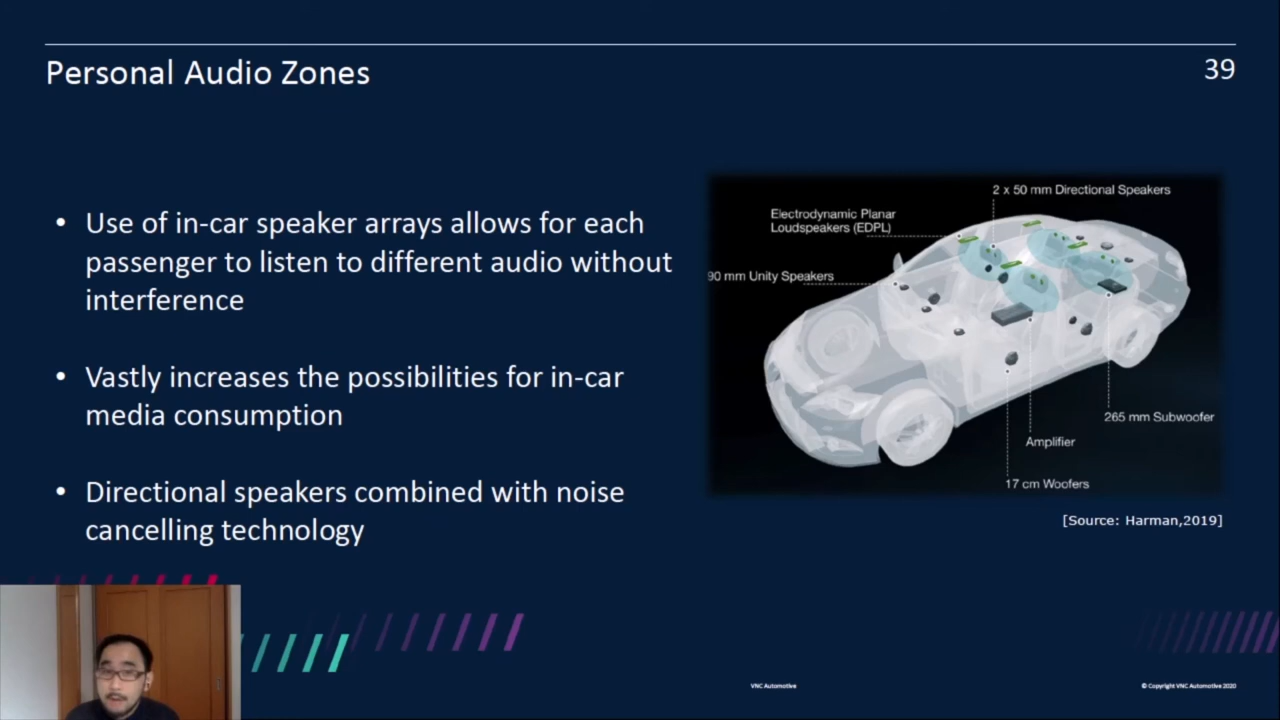 Personal Audio Zones
39
• Use of in-car speaker arrays allows for each
passenger to listen to different audio without
interference
• Vastly increases the possibilities for in-car
media consumption
• Directional speakers combined with noise
cancelling technology
2 x 50 mm Directional Speakers
Electrodynamic Planar
Loudspeakers (EDPL)
90 mm Unity Speakers
265 mm Subwoofer
Amplifier
17 cm Woofers
[Source: Harman,2019]
VNC Automotive
© Copyright VNC Automotive 2020